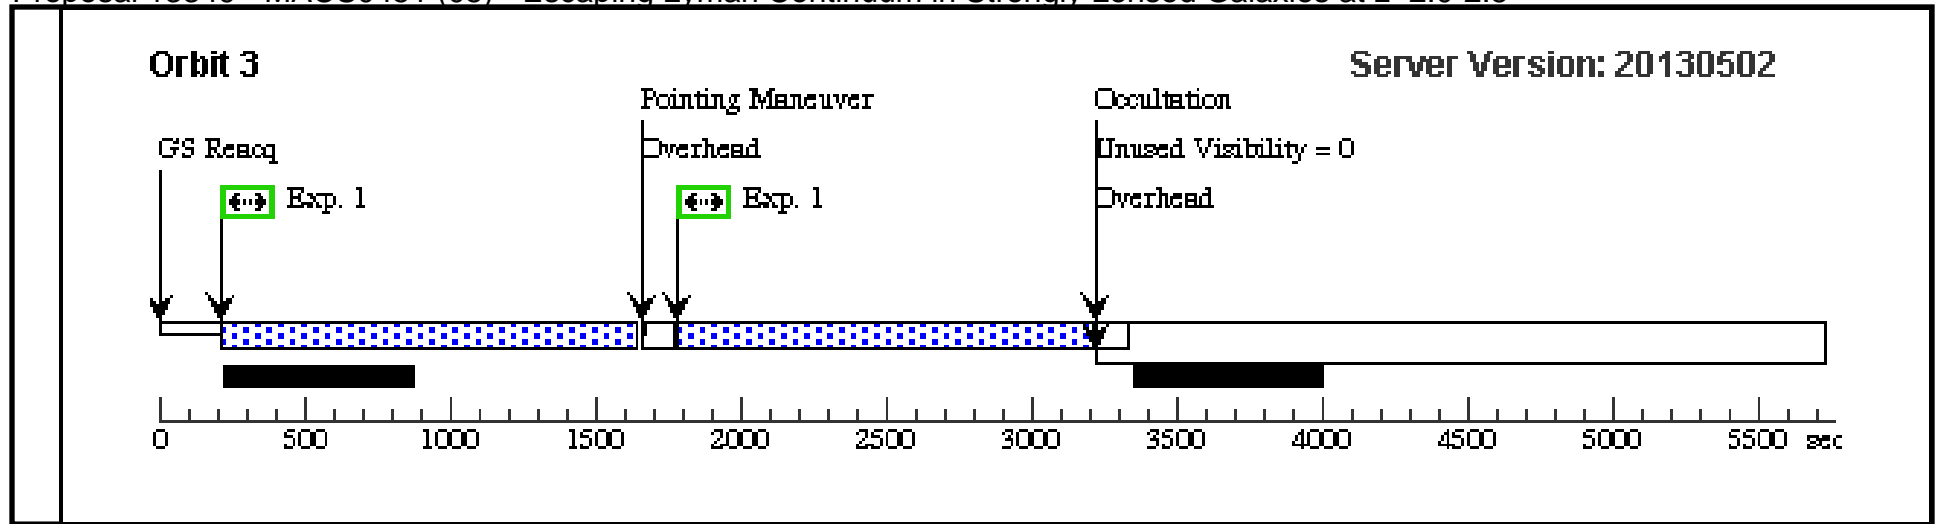 Orbit 3
Server Version: 20130502
Pointing Maneuver
Occultation
GS Reacq
Overhead
Unused Visibility = 0
Exp. 1
Exp. 1
Overhead
0 500 1000 1500 2000 2500 3000 3500 4000 4500 5000 5500 sec